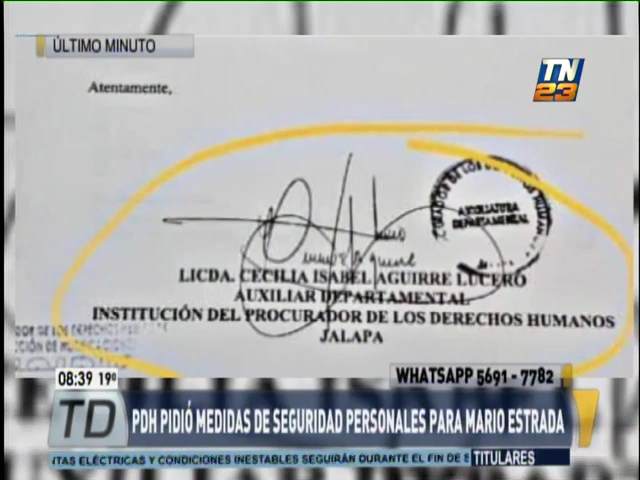 ÚLTIMO MINUTO
TN
23
Atentamente,
AUXILIATURA
DEPARTAMENTAL
LICDA. CECILIA ISABEL AGUIRRE LUCERO
AUXILIAR DEPARTAMENTAL
INSTITUCIÓN DEL PROCURADOR DE LOS DERECHOS HUMANOS
JALAPA
WHATSAPP 5691 - 7782
08:39 19º
TD
PDH PIDIÓ MEDIDAS DE SEGURIDAD PERSONALES PARA MARIO ESTRADA
ITAS ELÉCTRICAS Y CONDICIONES INESTABLES SEGUIRÁN DURANTE EL FIN DE S
TITULARES